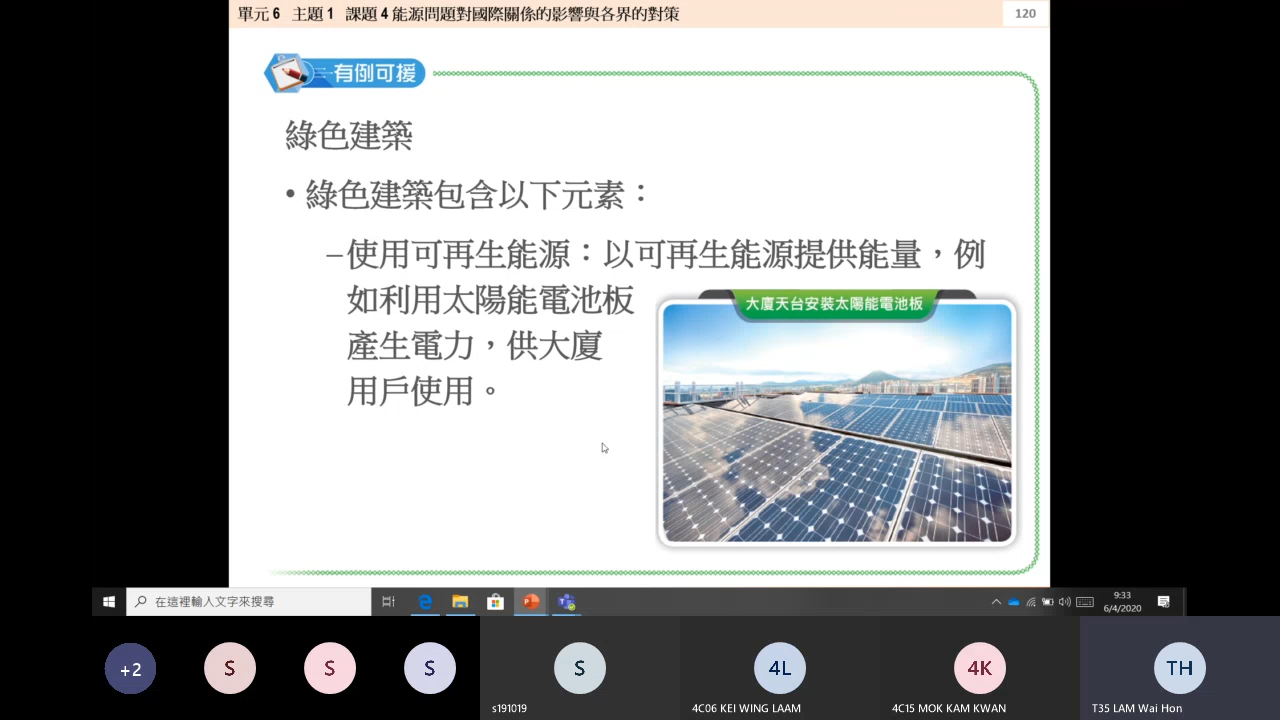 單元 6 主題 1 課題 4 能源問題對國際關係的影響與各界的對策
120
有例可援
綠色建築
• 綠色建築包含以下元素：
–使用可再生能源：以可再生能源提供能量，例
如利用太陽能電池板
產生電力，供大廈
用戶使用。
大廈天台安裝太陽能電池板
在這裡輸入文字來搜尋
9:33
6/4/2020
+2
S
S
S
S
4L
4K
TH
s191019
4C06 KEI WING LAAM
4C15 MOK KAM KWAN
T35 LAM Wai Hon